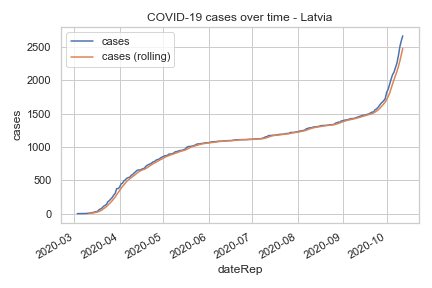 COVID-19 cases over time - Latvia
cases
cases (rolling)
2500
2000
1500
1000
500
0
cases
2020-03
2020-04
2020-05
2020-06
2020-07
2020-08
2020-09
2020-10
dateRep